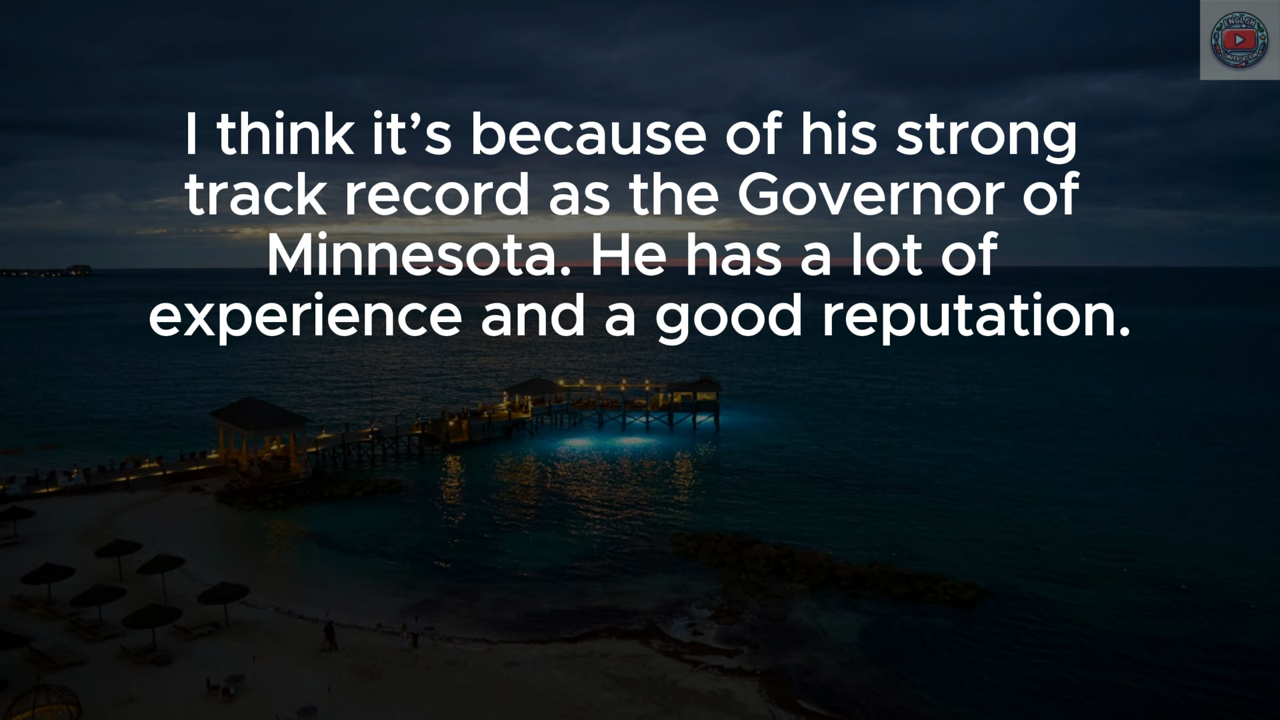 ENGLISH
I think it’s because of his strong
track record as the Governor of
Minnesota. He has a lot of
experience and a good reputation.